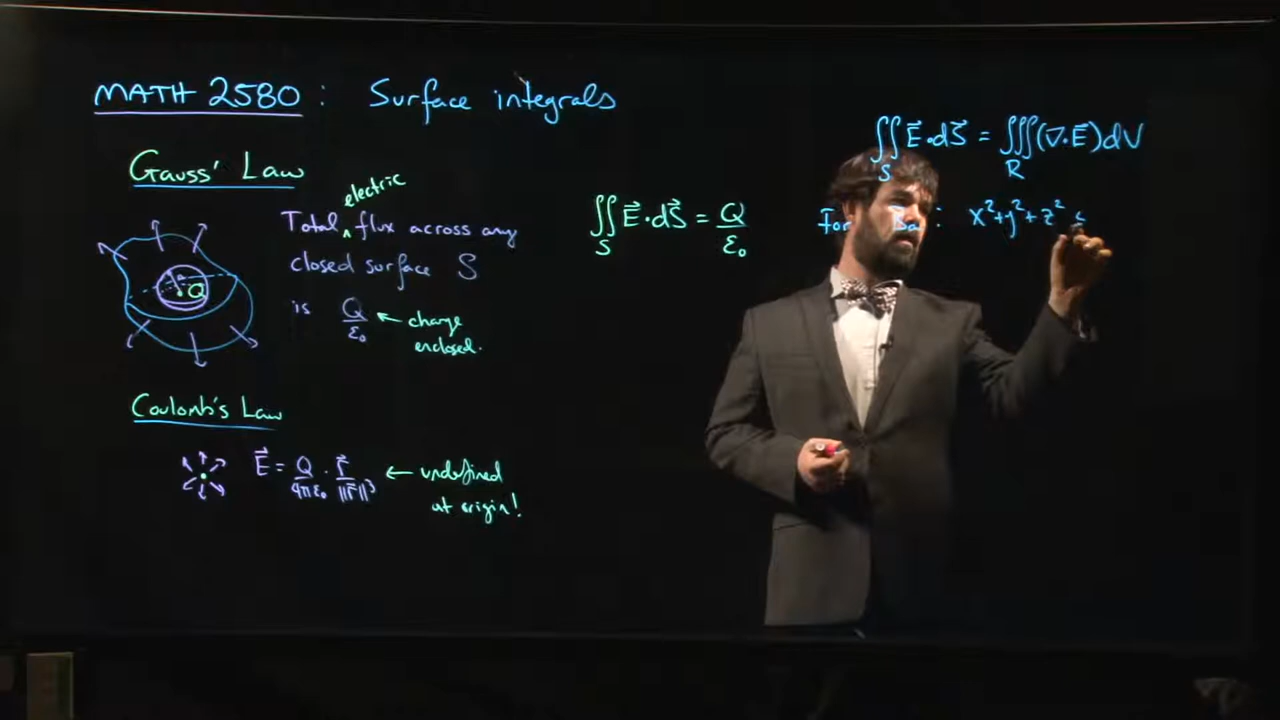 MATH 2580 : Surface integrals
Gauss' Law
electric
Total ^ flux across any
closed surface S
is Q/ε₀ ← charge
enclosed.
Q
Coulomb's Law
E⃗ = Q/4πε₀ · r⃗/||r⃗||³ ← undefined
at origin!
∬_S E⃗·dS⃗ = Q/ε₀
∬_S E⃗·dS⃗ = ∭_R (∇·E⃗)dV
For : x²+y²+z² ≤